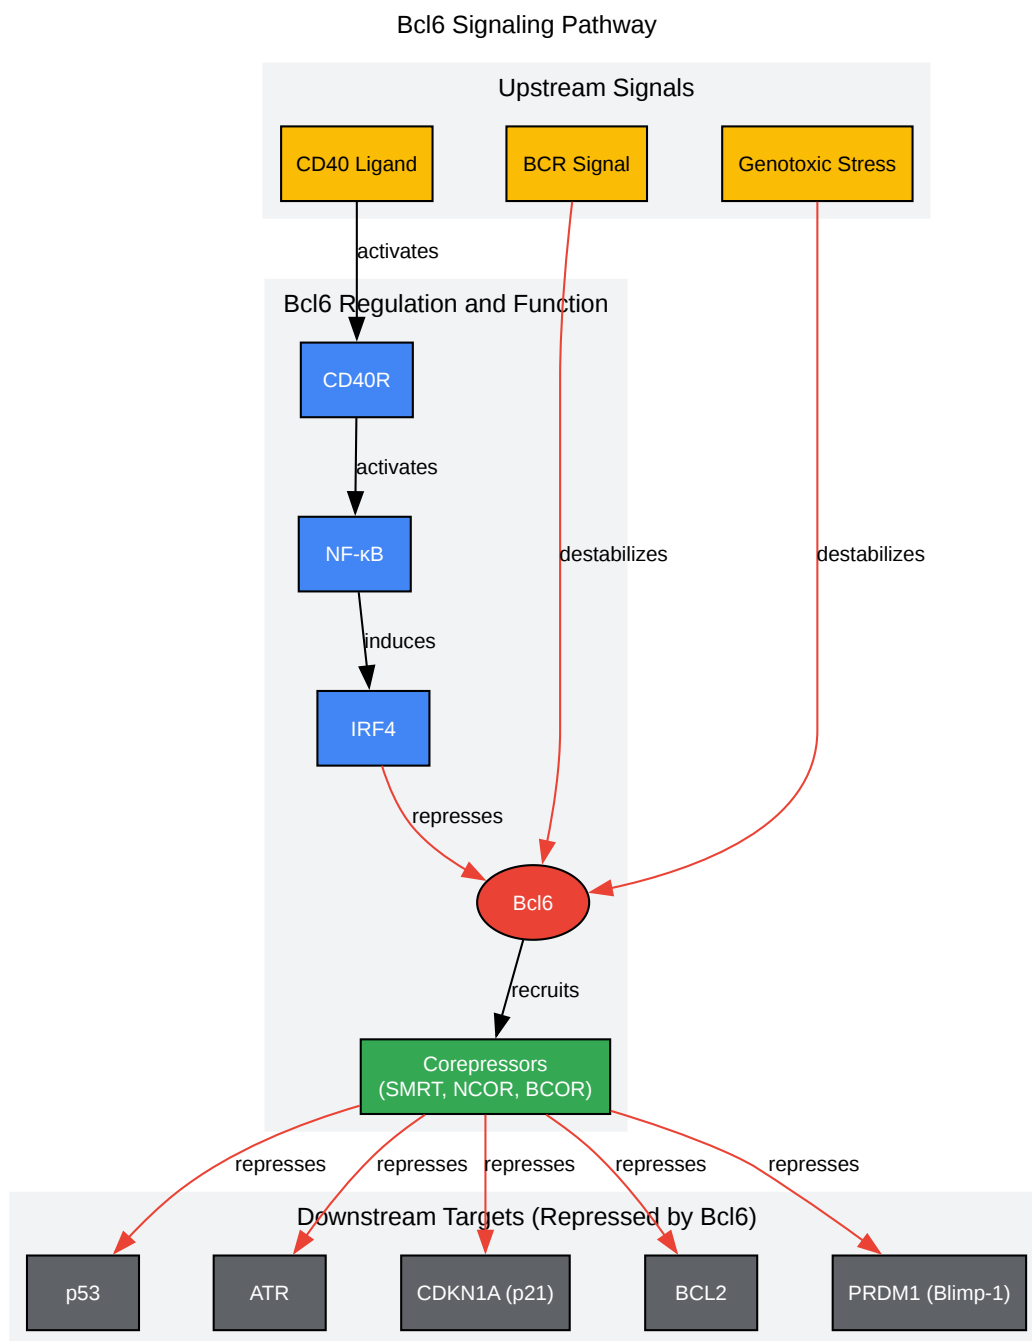 Bcl6 Signaling Pathway
Upstream Signals
CD40 Ligand
BCR Signal
Genotoxic Stress
activates
Bcl6 Regulation and Function
CD40R
activates
NF-κB
destabilizes
destabilizes
induces
IRF4
represses
Bcl6
recruits
Corepressors
(SMRT, NCOR, BCOR)
represses
represses
represses
represses
represses
Downstream Targets (Repressed by Bcl6)
p53
ATR
CDKN1A (p21)
BCL2
PRDM1 (Blimp-1)